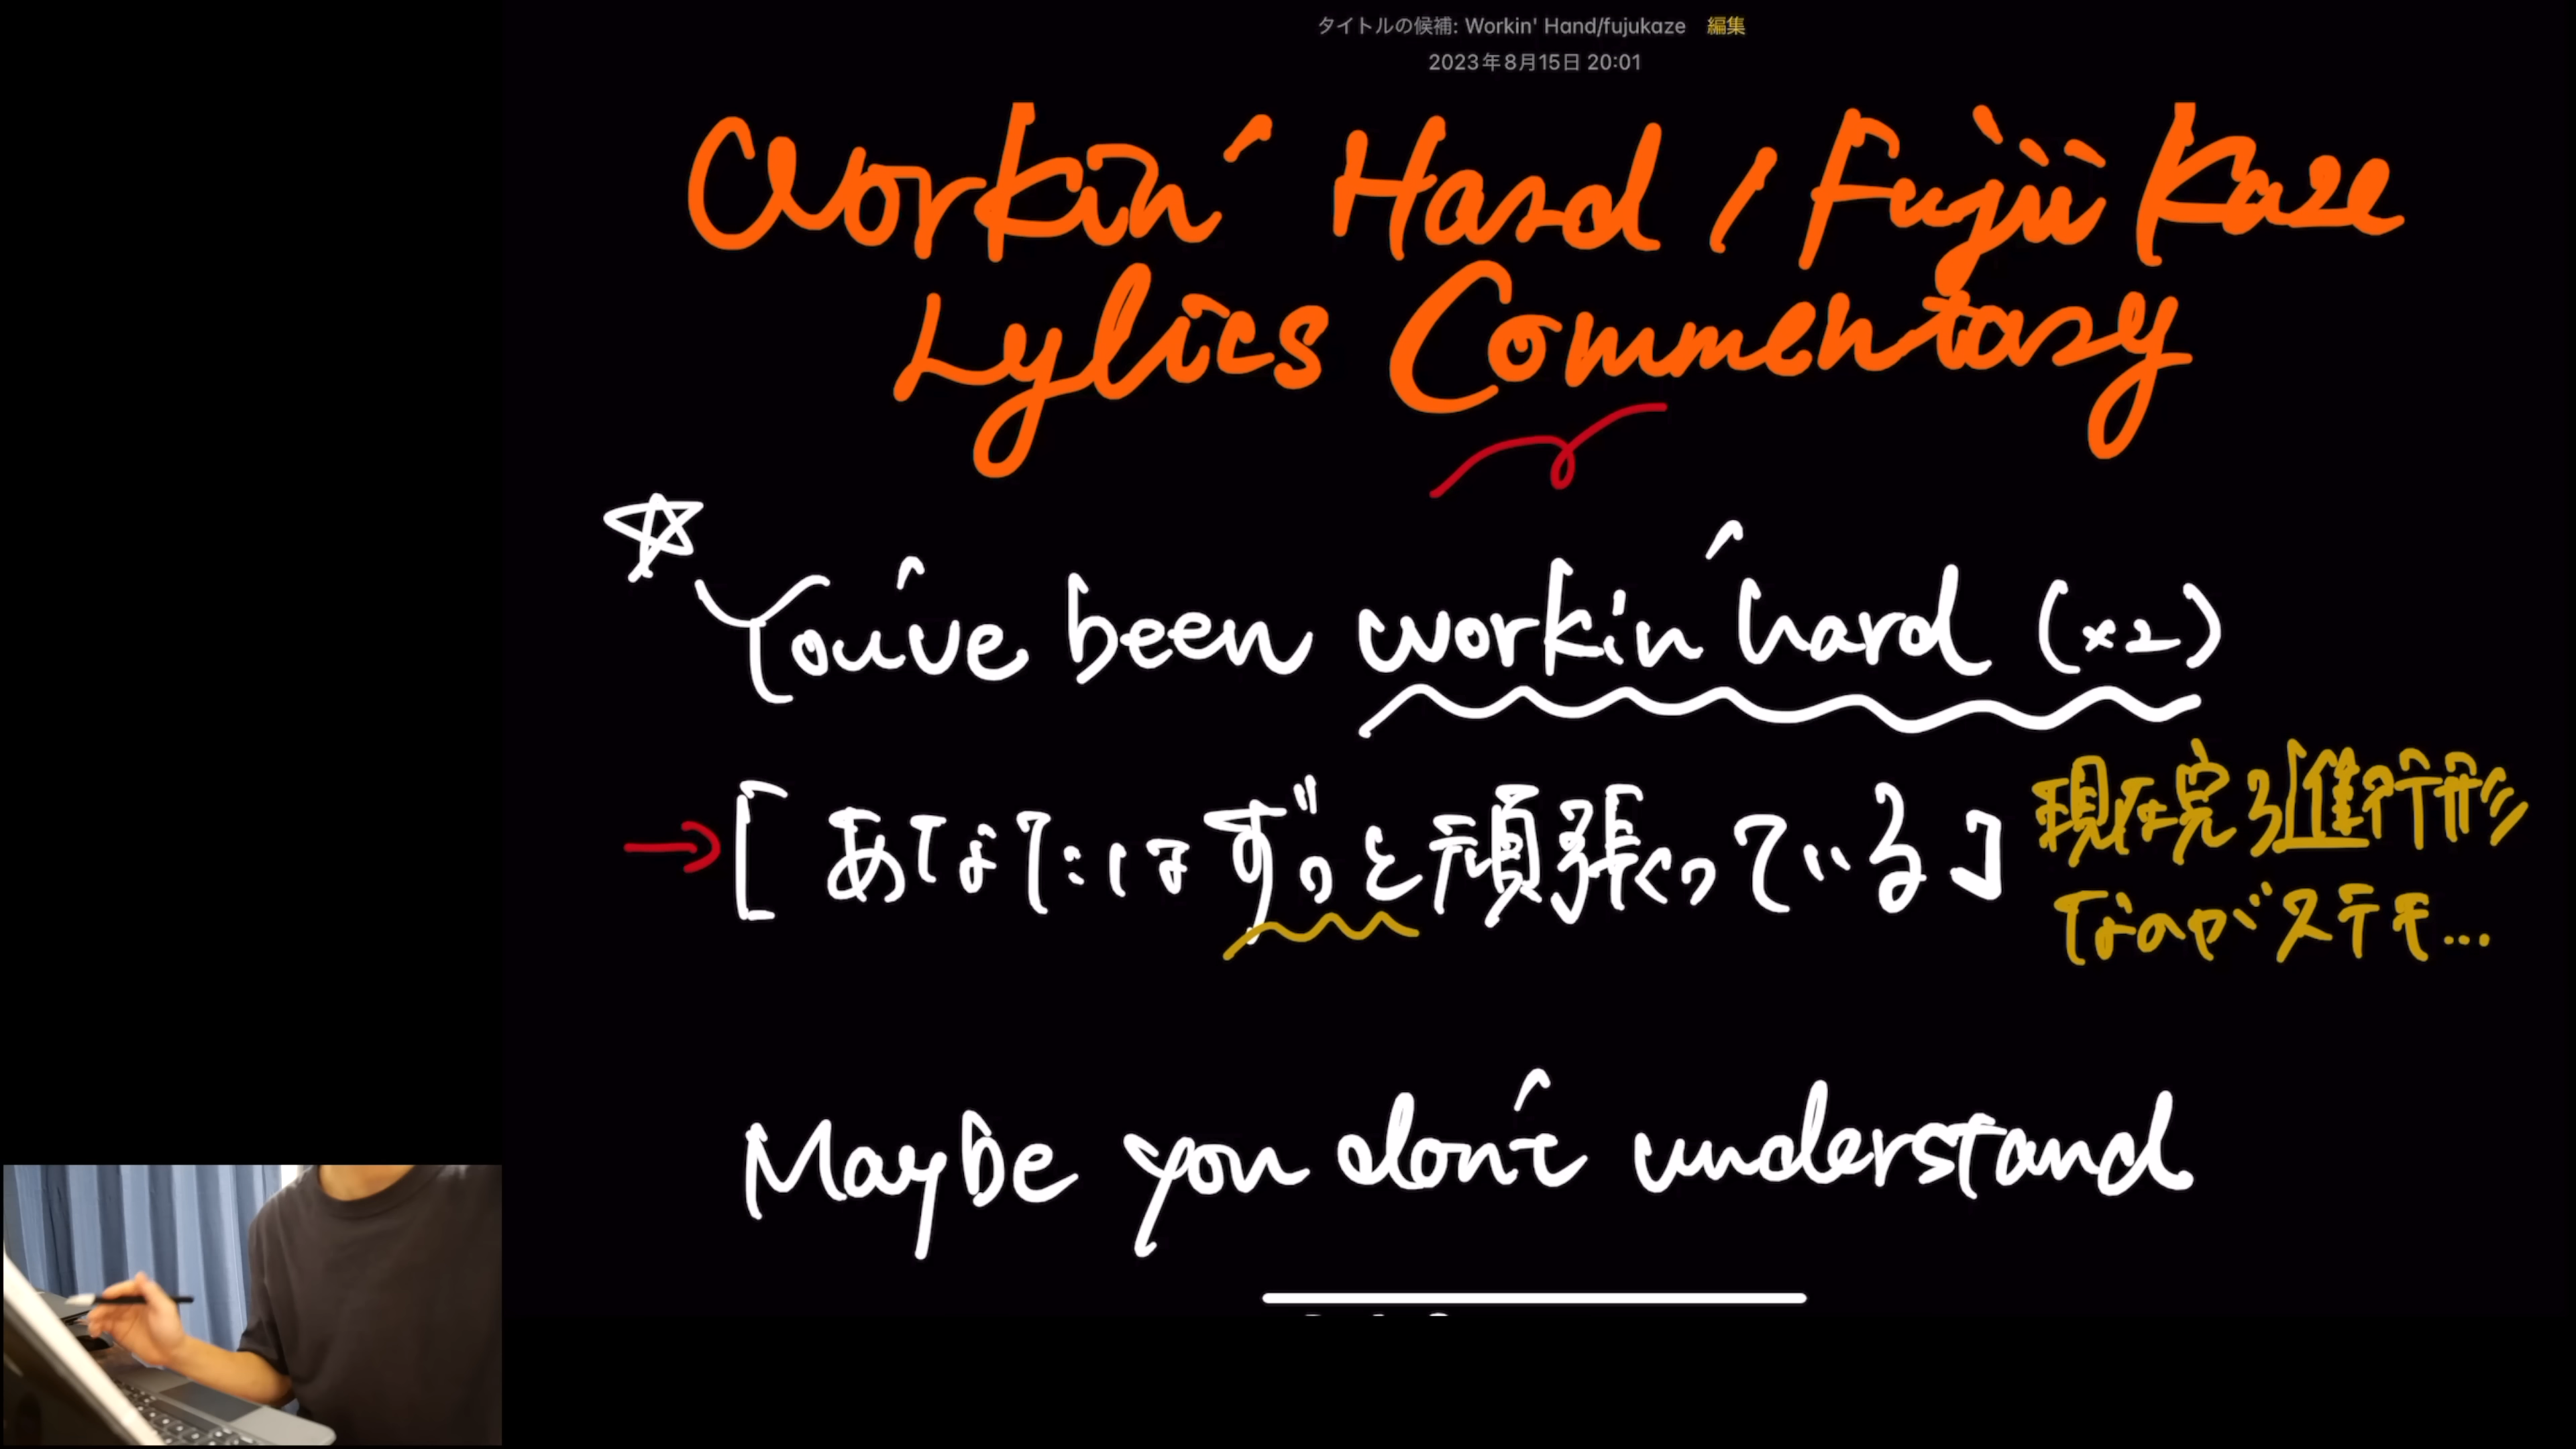 タイトルの候補: Workin' Hand/fujukaze 編集
2023年8月15日 20:01
Workin' Hard / Fujii Kaze
Lylics Commentary
☆ You've been workin' hard (×2)
→ [ あなたはずっと頑張っている ]
現在完了進行形
なのがステキ...
Maybe you don't understand